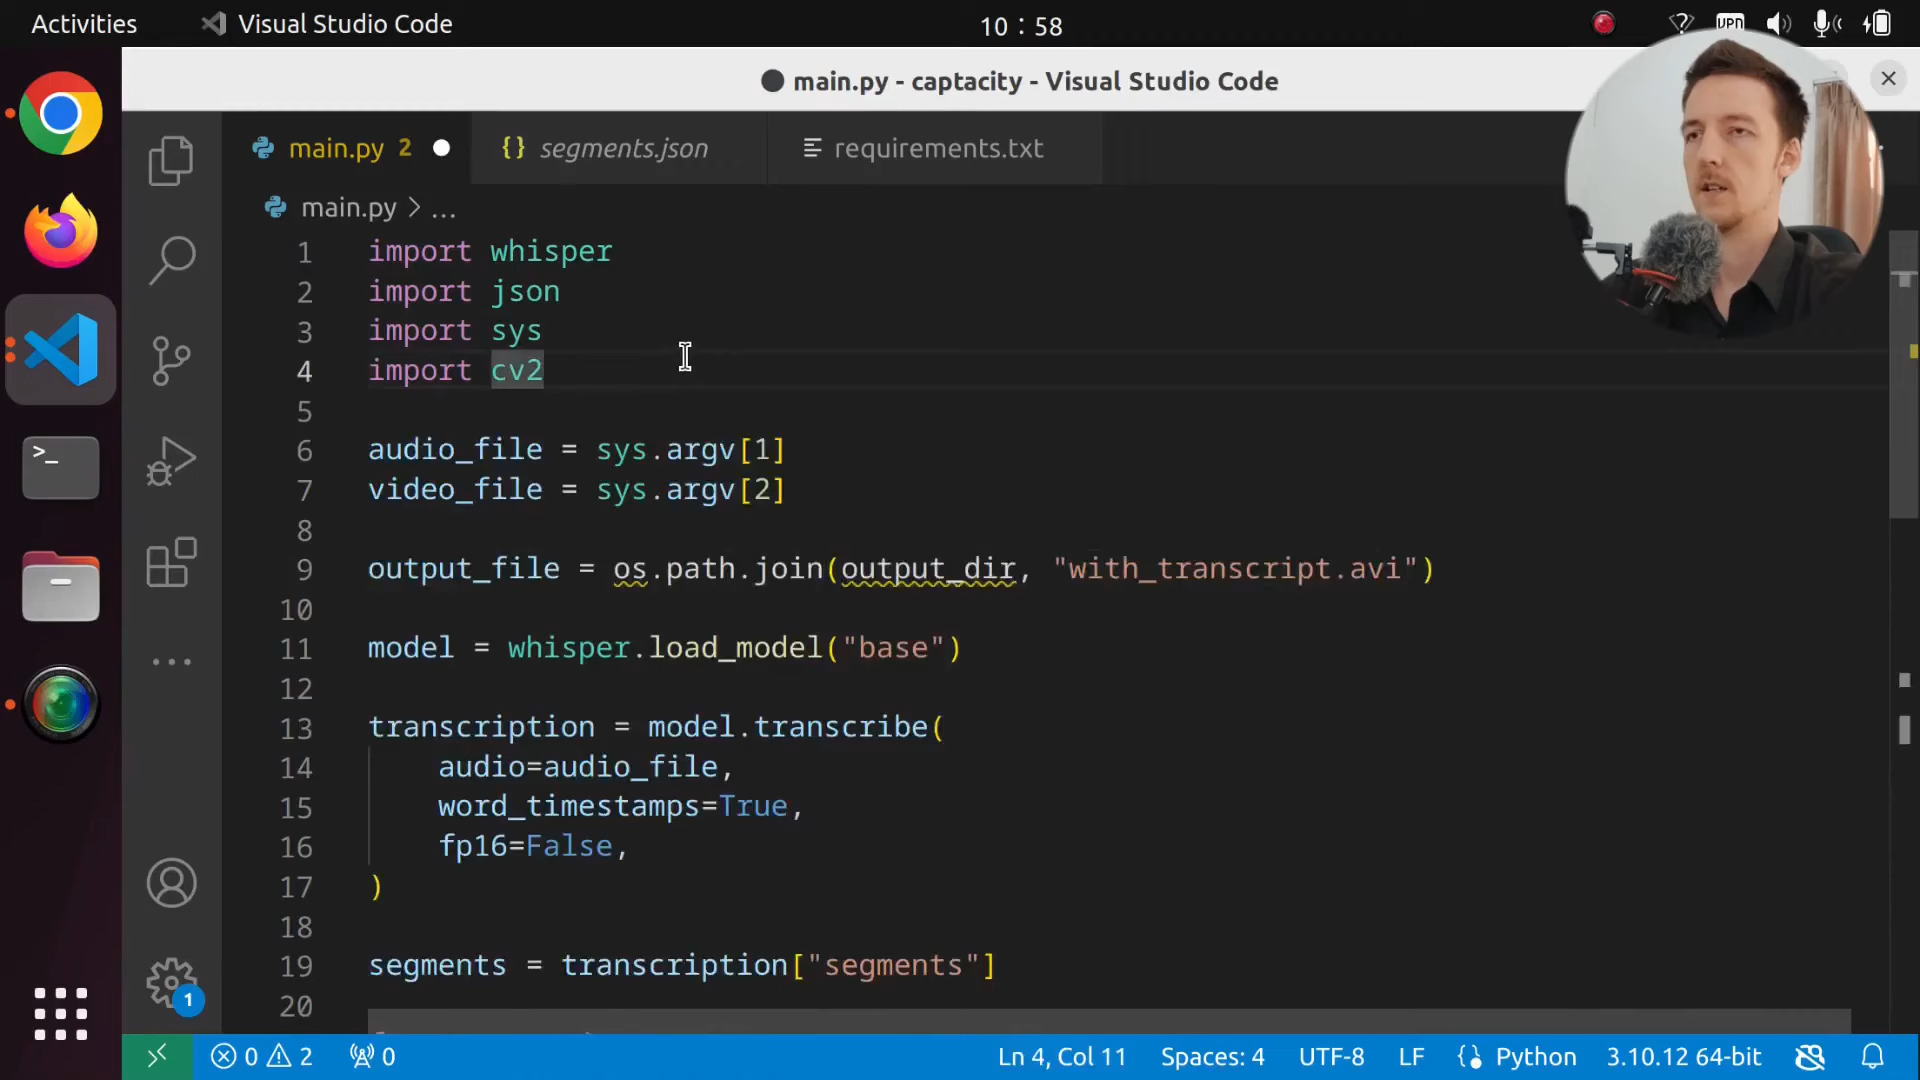 Activities
Visual Studio Code
10 : 58
VPN
main.py - captacity - Visual Studio Code
main.py 2
{} segments.json
requirements.txt
main.py > ...
1 import whisper
2 import json
3 import sys
4 import cv2
5
6 audio_file = sys.argv[1]
7 video_file = sys.argv[2]
8
9 output_file = os.path.join(output_dir, "with_transcript.avi")
10
11 model = whisper.load_model("base")
12
13 transcription = model.transcribe(
14 audio=audio_file,
15 word_timestamps=True,
16 fp16=False,
17 )
18
19 segments = transcription["segments"]
20
1
0 2 0
Ln 4, Col 11 Spaces: 4 UTF-8 LF Python 3.10.12 64-bit